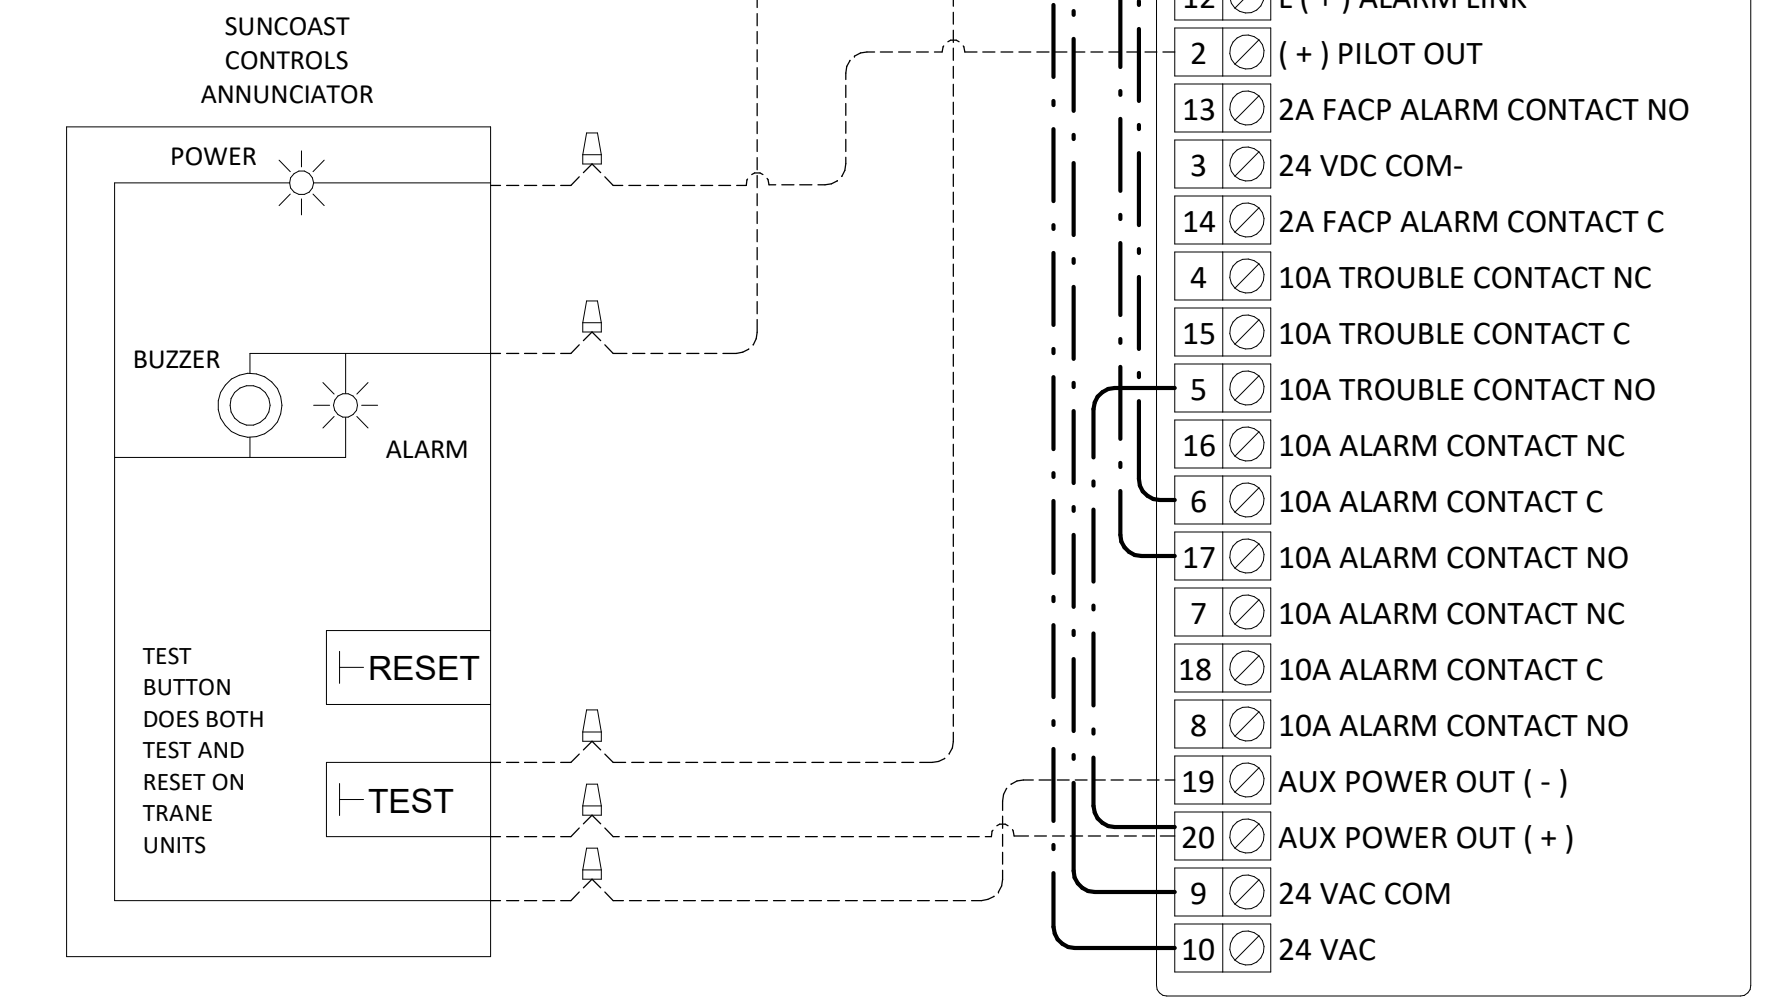 SUNCOAST
CONTROLS
ANNUNCIATOR
POWER
BUZZER
ALARM
RESET
TEST
BUTTON
DOES BOTH
TEST AND
RESET ON
TRANE
UNITS
TEST
12 E ( + ) ALARM LINK
2 ( + ) PILOT OUT
13 2A FACP ALARM CONTACT NO
3 24 VDC COM-
14 2A FACP ALARM CONTACT C
4 10A TROUBLE CONTACT NC
15 10A TROUBLE CONTACT C
5 10A TROUBLE CONTACT NO
16 10A ALARM CONTACT NC
6 10A ALARM CONTACT C
17 10A ALARM CONTACT NO
7 10A ALARM CONTACT NC
18 10A ALARM CONTACT C
8 10A ALARM CONTACT NO
19 AUX POWER OUT ( - )
20 AUX POWER OUT ( + )
9 24 VAC COM
10 24 VAC